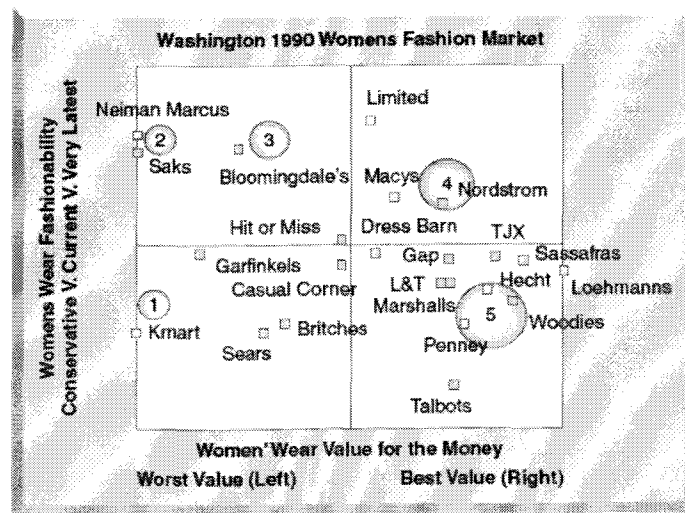 Washington 1990 Womens Fashion Market
Womens Wear Fashionability
Conservative V. Current V. Very Latest
Limited
Neiman Marcus
2
3
Saks
Bloomingdale's
Macys
4
Nordstrom
Hit or Miss
Dress Barn
TJX
Garfinkels
Gap
Sassafras
Casual Corner
L&T
Hecht
Loehmanns
1
Marshalls
5
Kmart
Britches
Woodies
Sears
Penney
Talbots
Women' Wear Value for the Money
Worst Value (Left)
Best Value (Right)